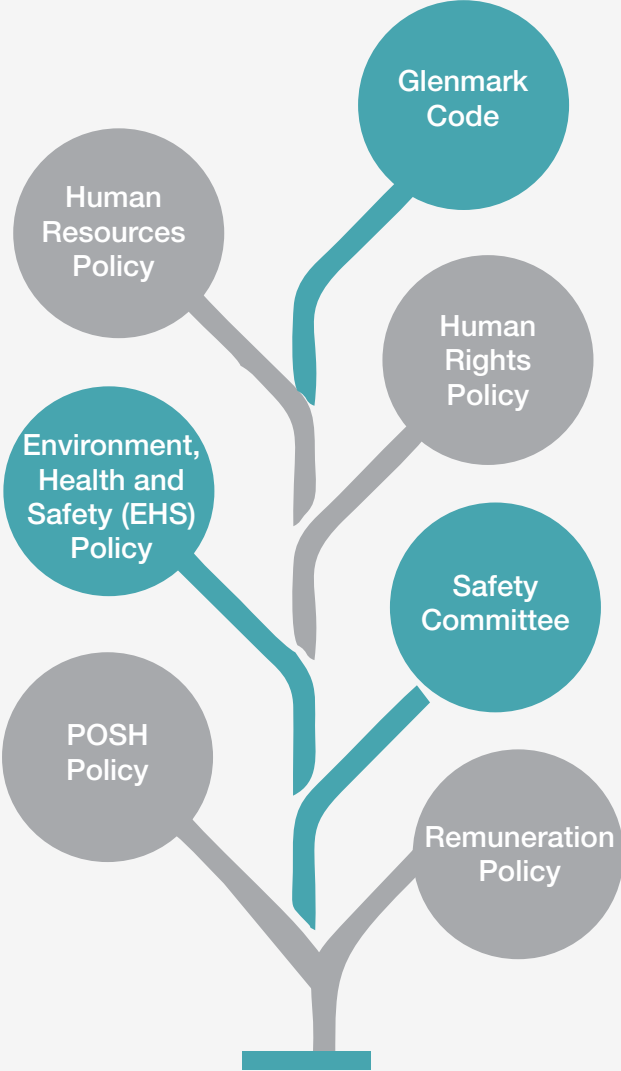 Glenmark
Code
Human
Resources
Policy
Human
Rights
Policy
Environment,
Health and
Safety (EHS)
Policy
Safety
Committee
POSH
Policy
Remuneration
Policy